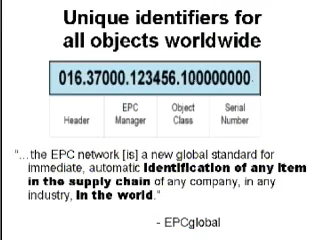 Unique identifiers for
all objects worldwide
016.37000.123456.100000000
Header EPC Manager Object Class Serial Number
"...the EPC network [is] a new global standard for
immediate, automatic identification of any item
in the supply chain of any company, in any
industry, in the world."
- EPCglobal